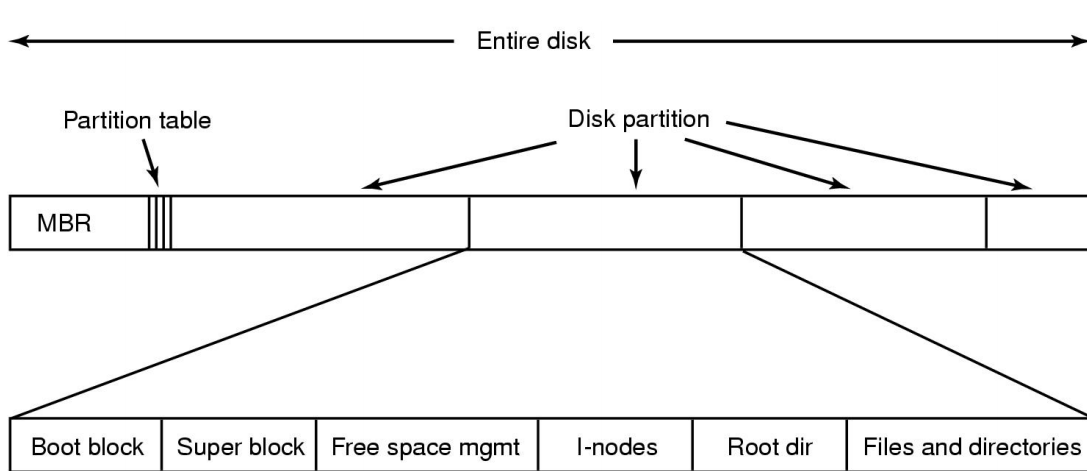 Entire disk
Partition table
Disk partition
MBR
Boot block
Super block
Free space mgmt
I-nodes
Root dir
Files and directories